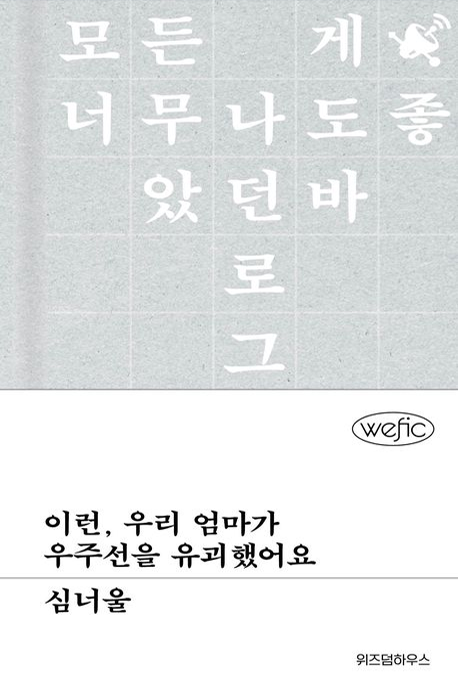 모든 게
너무나도 좋
았던 바
로
그
wefic
이런, 우리 엄마가
우주선을 유괴했어요
심너울
위즈덤하우스